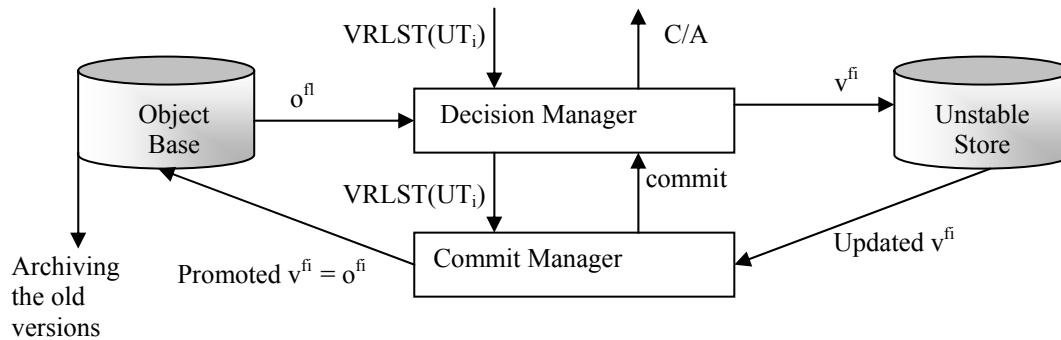 VRLST(UTi)
C/A
Object
Base
o^fl
Decision Manager
v^fi
Unstable
Store
VRLST(UTi)
commit
Commit Manager
Updated v^fi
Promoted v^fi = o^fi
Archiving
the old
versions